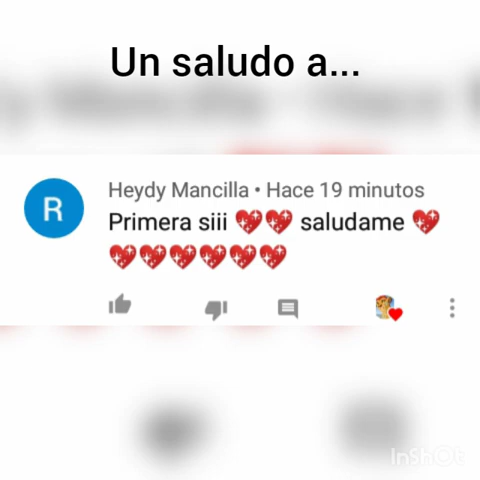 Un saludo a...
Heydy Mancilla • Hace 19 minutos
R
Primera siii 💖💖 saludame 💖
💖💖💖💖💖💖
InShOt